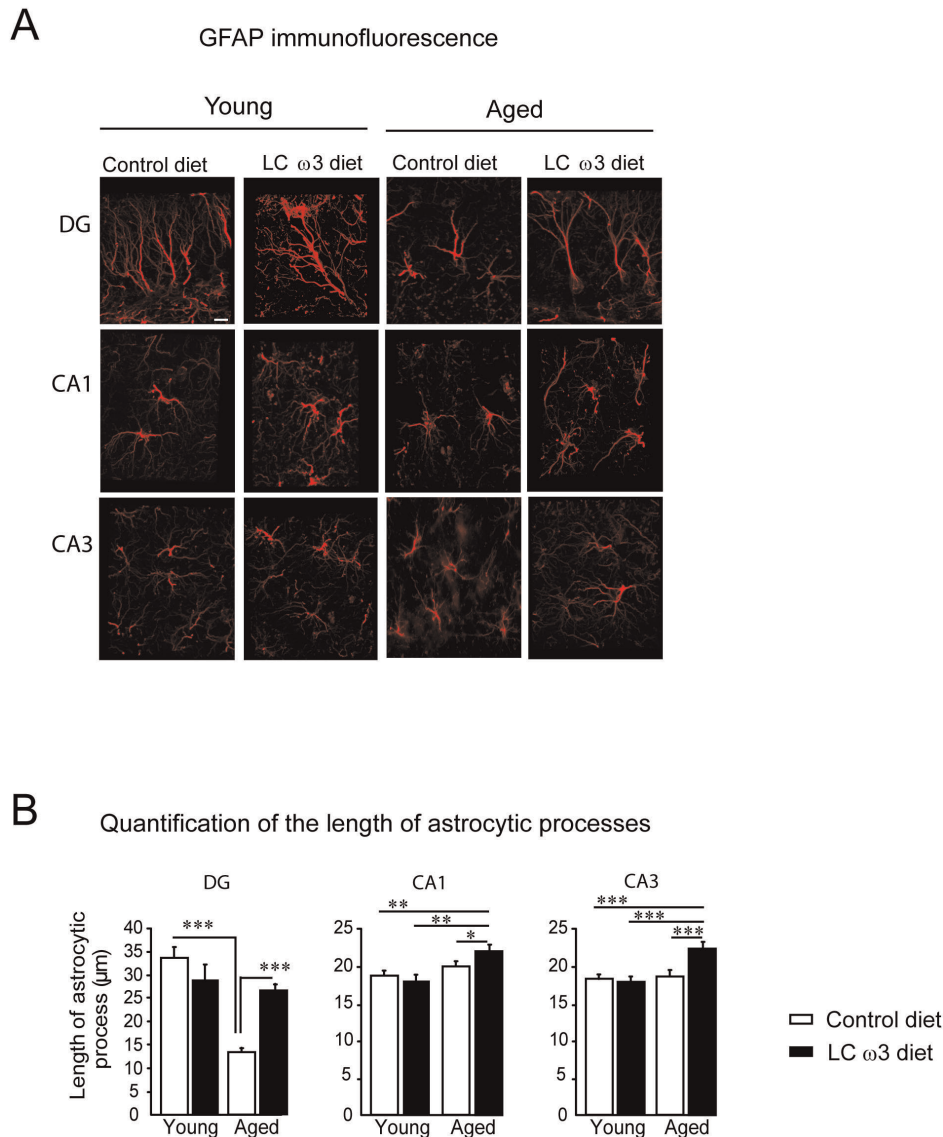 A
GFAP immunofluorescence
Young Aged
Control diet LC ω3 diet Control diet LC ω3 diet
DG
CA1
CA3
B
Quantification of the length of astrocytic processes
DG CA1 CA3
Length of astrocytic process (µm)
40
35
30
25
20
15
10
5
0
***
***
Young Aged
25
20
15
10
5
0
**
**
*
Young Aged
25
20
15
10
5
0
***
***
***
Young Aged
Control diet
LC ω3 diet